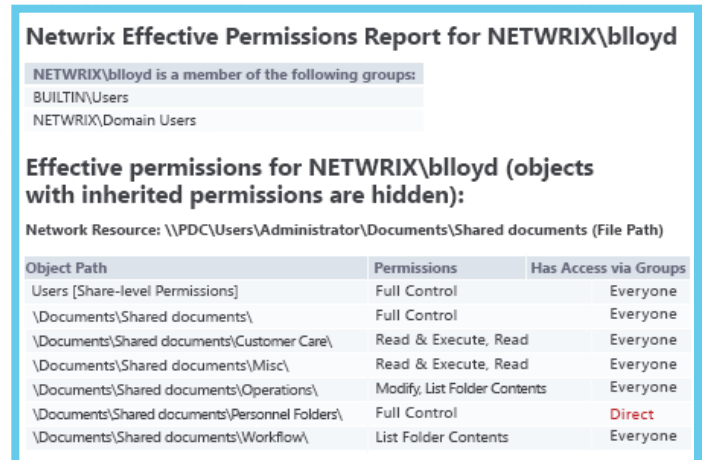 Netwrix Effective Permissions Report for NETWRIX\blloyd
NETWRIX\blloyd is a member of the following groups:
BUILTIN\Users
NETWRIX\Domain Users
Effective permissions for NETWRIX\blloyd (objects
with inherited permissions are hidden):
Network Resource: \\PDC\Users\Administrator\Documents\Shared documents (File Path)
Object Path Permissions Has Access via Groups
Users [Share-level Permissions] Full Control Everyone
\Documents\Shared documents\ Full Control Everyone
\Documents\Shared documents\Customer Care\ Read & Execute, Read Everyone
\Documents\Shared documents\Misc\ Read & Execute, Read Everyone
\Documents\Shared documents\Operations\ Modify, List Folder Contents Everyone
\Documents\Shared documents\Personnel Folders\ Full Control Direct
\Documents\Shared documents\Workflow\ List Folder Contents Everyone